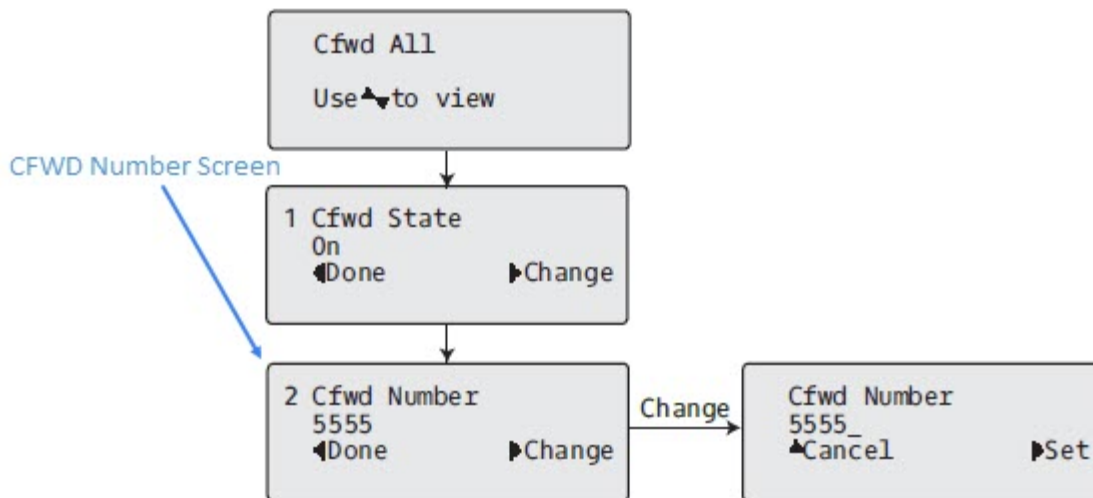 Cfwd All
Use to view
CFWD Number Screen
1 Cfwd State
On
Done Change
2 Cfwd Number
5555
Done Change
Change
Cfwd Number
5555_
Cancel Set